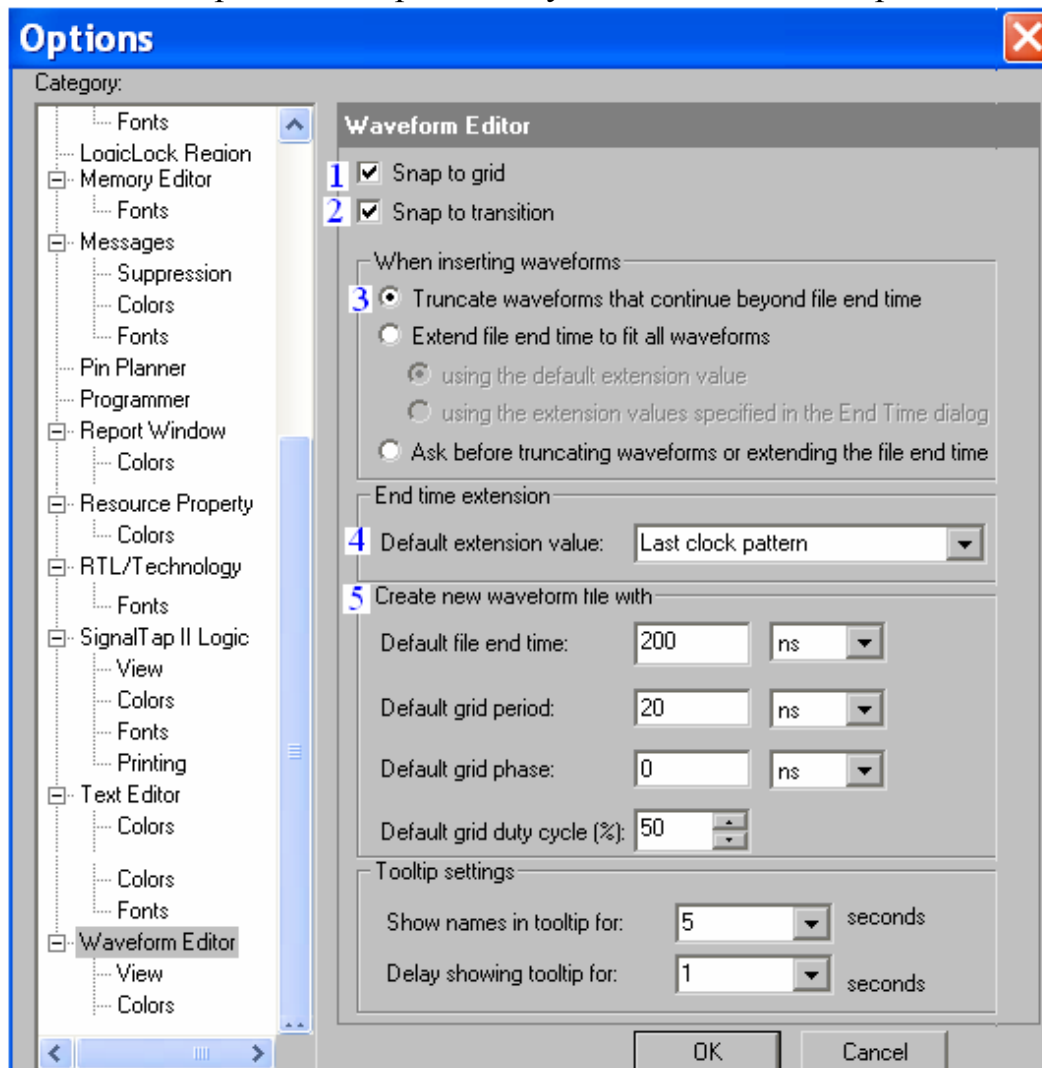 Options
Category:
Fonts
LogicLock Region
Memory Editor
Fonts
Messages
Suppression
Colors
Fonts
Pin Planner
Programmer
Report Window
Colors
Resource Property
Colors
RTL/Technology
Fonts
SignalTap II Logic
View
Colors
Fonts
Printing
Text Editor
Colors
Colors
Fonts
Waveform Editor
View
Colors
Waveform Editor
1 Snap to grid
2 Snap to transition
When inserting waveforms
3 Truncate waveforms that continue beyond file end time
Extend file end time to fit all waveforms
using the default extension value
using the extension values specified in the End Time dialog
Ask before truncating waveforms or extending the file end time
End time extension
4 Default extension value: Last clock pattern
5 Create new waveform file with
Default file end time: 200 ns
Default grid period: 20 ns
Default grid phase: 0 ns
Default grid duty cycle (%): 50
Tooltip settings
Show names in tooltip for: 5 seconds
Delay showing tooltip for: 1 seconds
OK Cancel